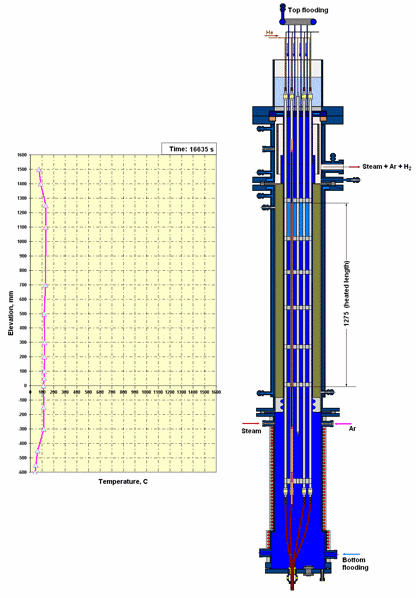 Top flooding
He
Time: 16635 s
Steam + Ar + H2
1600
1500
1400
1300
1200
1100
1000
900
800
700
600
500
400
300
200
100
0
-100
-200
-300
-400
-500
-600
Elevation, mm
0 100 200 300 400 500 600 700 800 900 1000 1100 1200 1300 1400 1500 1600
Temperature, C
1275 (heated length)
Steam
Ar
Bottom
flooding